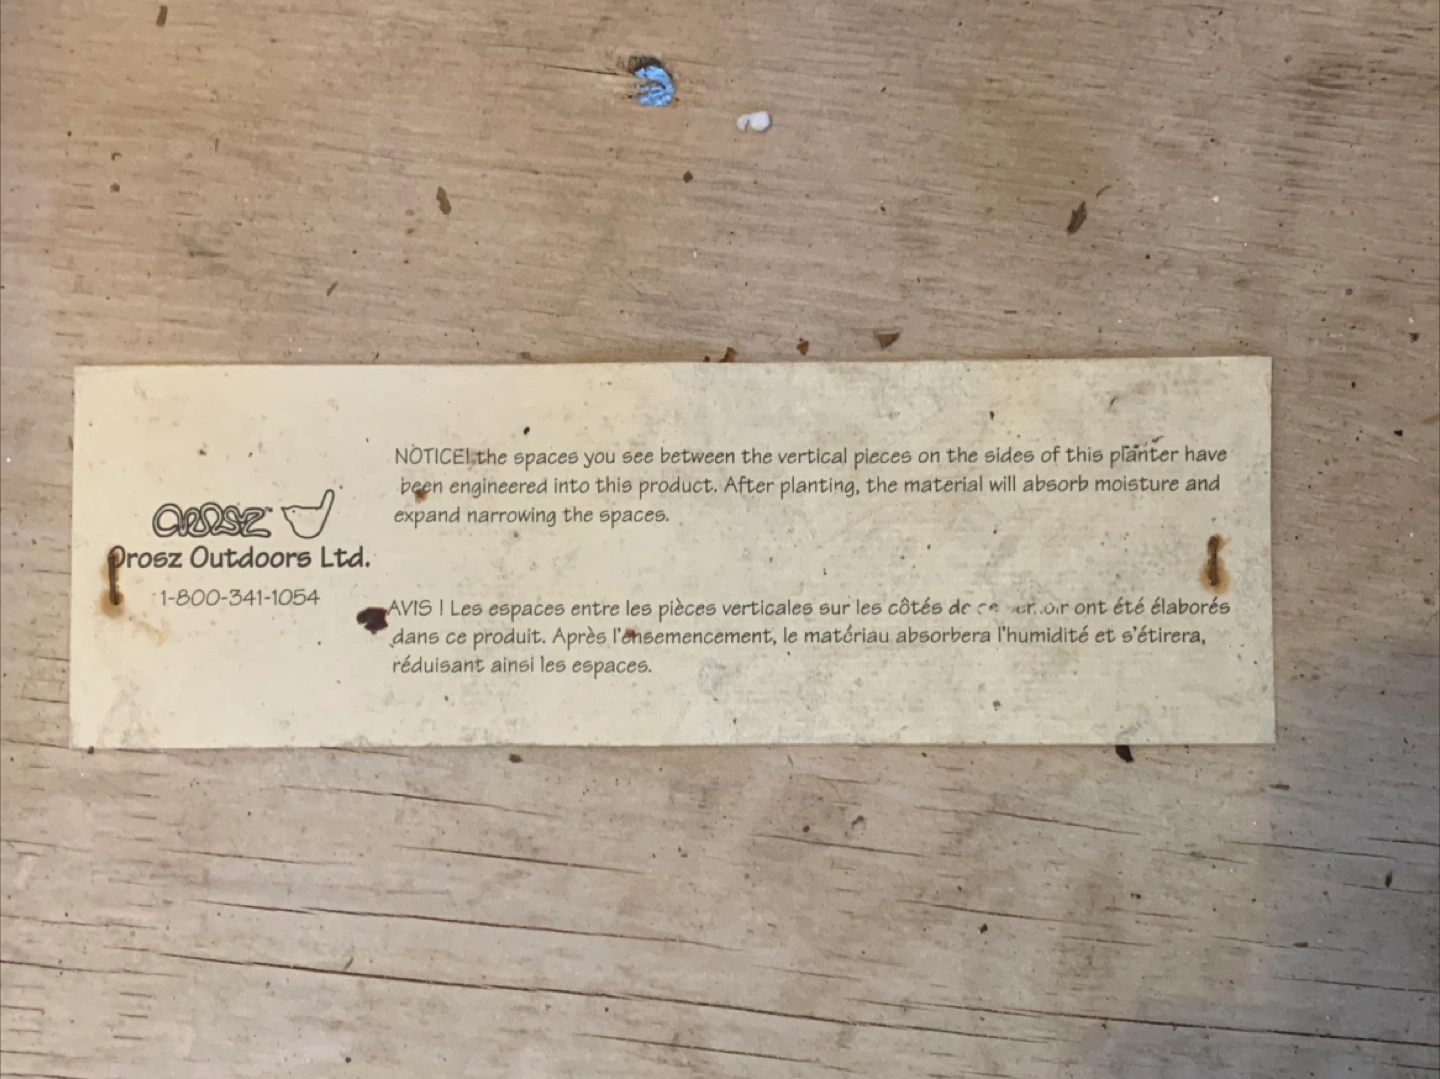 orosz™
Orosz Outdoors Ltd.
1-800-341-1054
NOTICE! the spaces you see between the vertical pieces on the sides of this planter have
been engineered into this product. After planting, the material will absorb moisture and
expand narrowing the spaces.
AVIS ! Les espaces entre les pièces verticales sur les côtés de ont été élaborés
dans ce produit. Après l'ensemencement, le matériau absorbera l'humidité et s'étirera,
réduisant ainsi les espaces.